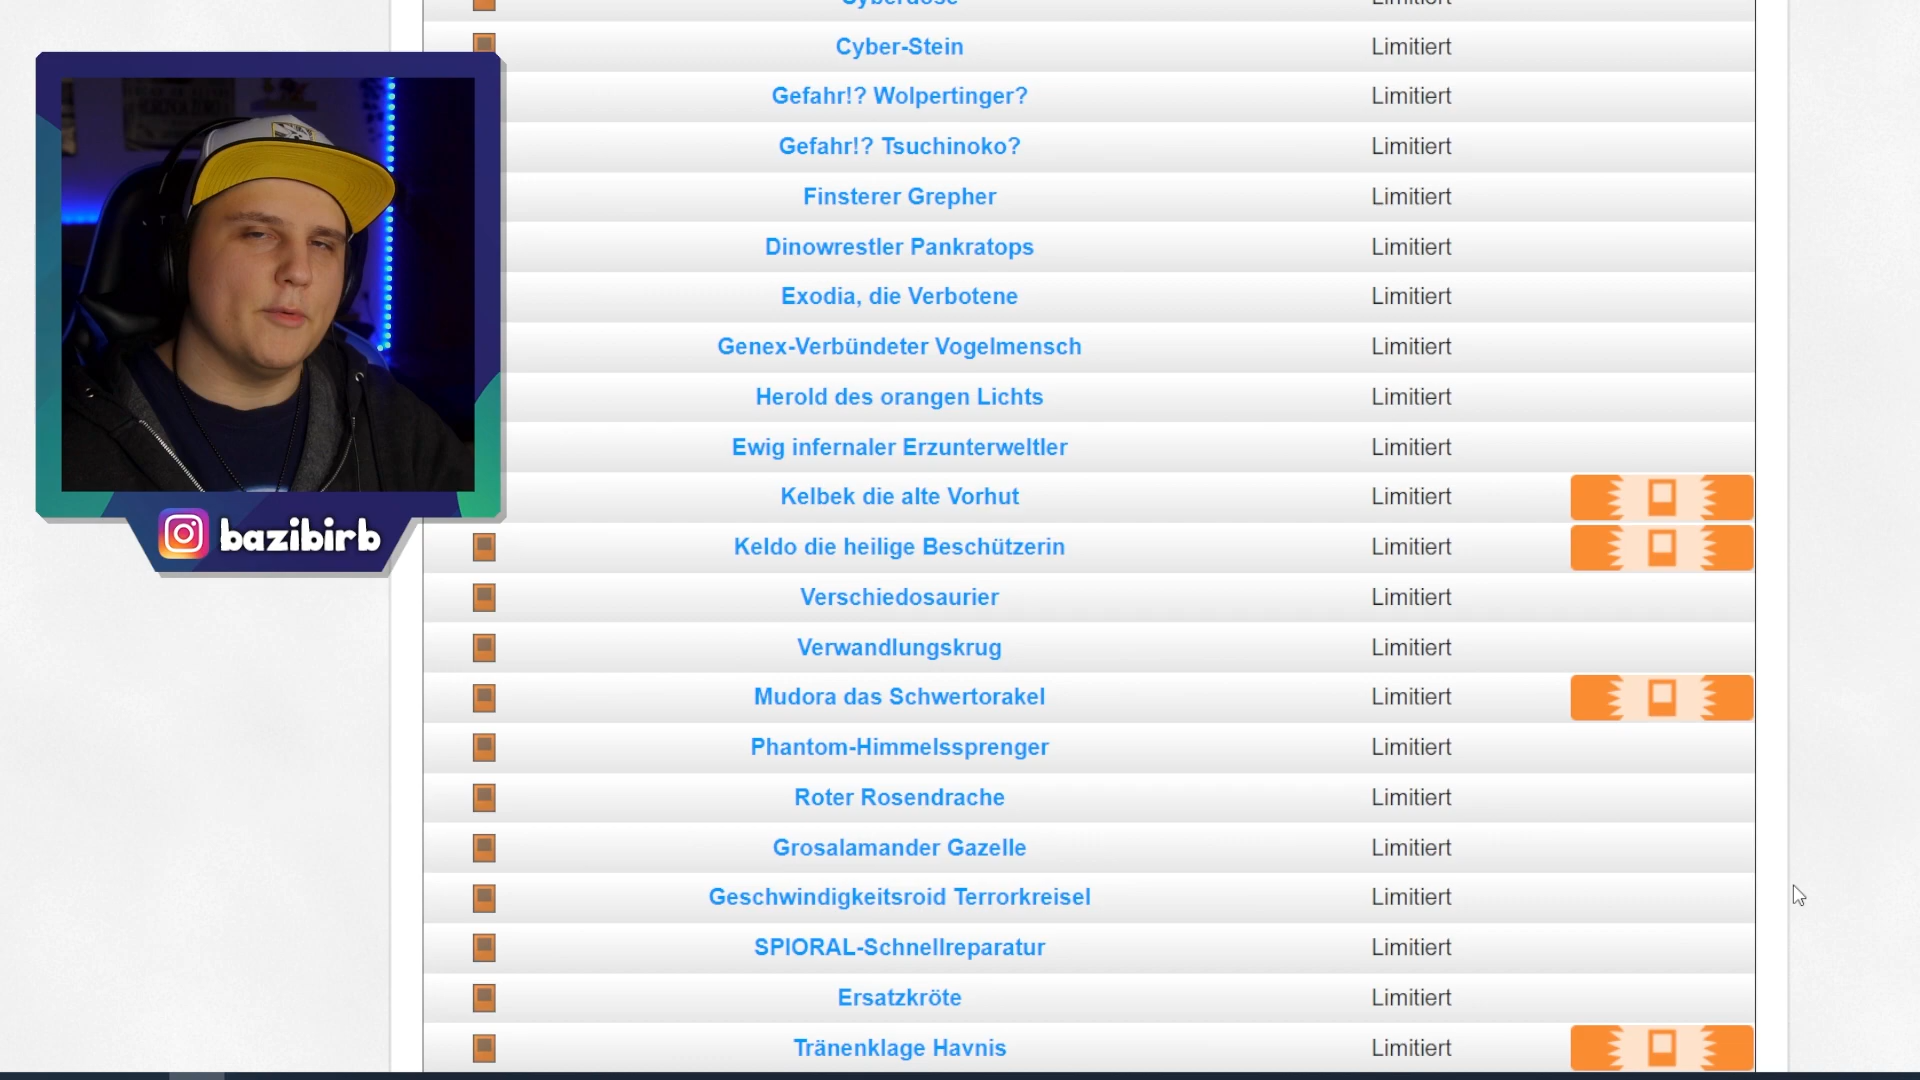 Cyberdose Limitiert
Cyber-Stein Limitiert
Gefahr!? Wolpertinger? Limitiert
Gefahr!? Tsuchinoko? Limitiert
Finsterer Grepher Limitiert
Dinowrestler Pankratops Limitiert
Exodia, die Verbotene Limitiert
Genex-Verbündeter Vogelmensch Limitiert
Herold des orangen Lichts Limitiert
Ewig infernaler Erzunterweltler Limitiert
Kelbek die alte Vorhut Limitiert
bazibirb
Keldo die heilige Beschützerin Limitiert
Verschiedosaurier Limitiert
Verwandlungskrug Limitiert
Mudora das Schwertorakel Limitiert
Phantom-Himmelssprenger Limitiert
Roter Rosendrache Limitiert
Grosalamander Gazelle Limitiert
Geschwindigkeitsroid Terrorkreisel Limitiert
SPIORAL-Schnellreparatur Limitiert
Ersatzkröte Limitiert
Tränenklage Havnis Limitiert